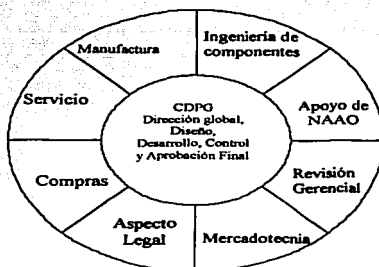 Manufactura
Ingeniería de
componentes
Servicio
CDPG
Dirección global,
Diseño,
Desarrollo, Control
y Aprobación Final
Apoyo de
NAAO
Compras
Revisión
Gerencial
Aspecto
Legal
Mercadotecnia